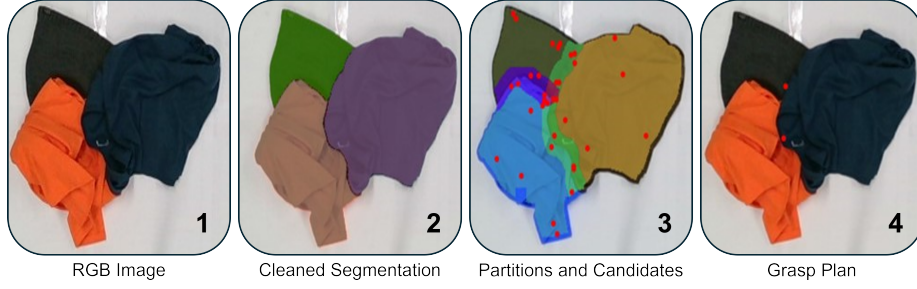 1
2
3
4
RGB Image
Cleaned Segmentation
Partitions and Candidates
Grasp Plan